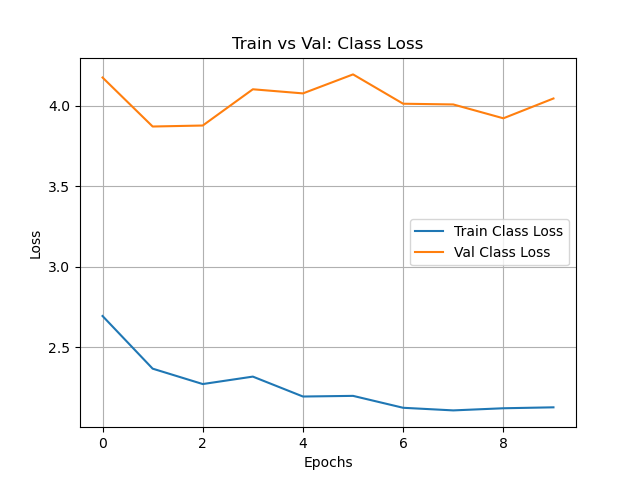 Train vs Val: Class Loss
4.0
3.5
3.0
2.5
Loss
Train Class Loss
Val Class Loss
0 2 4 6 8
Epochs